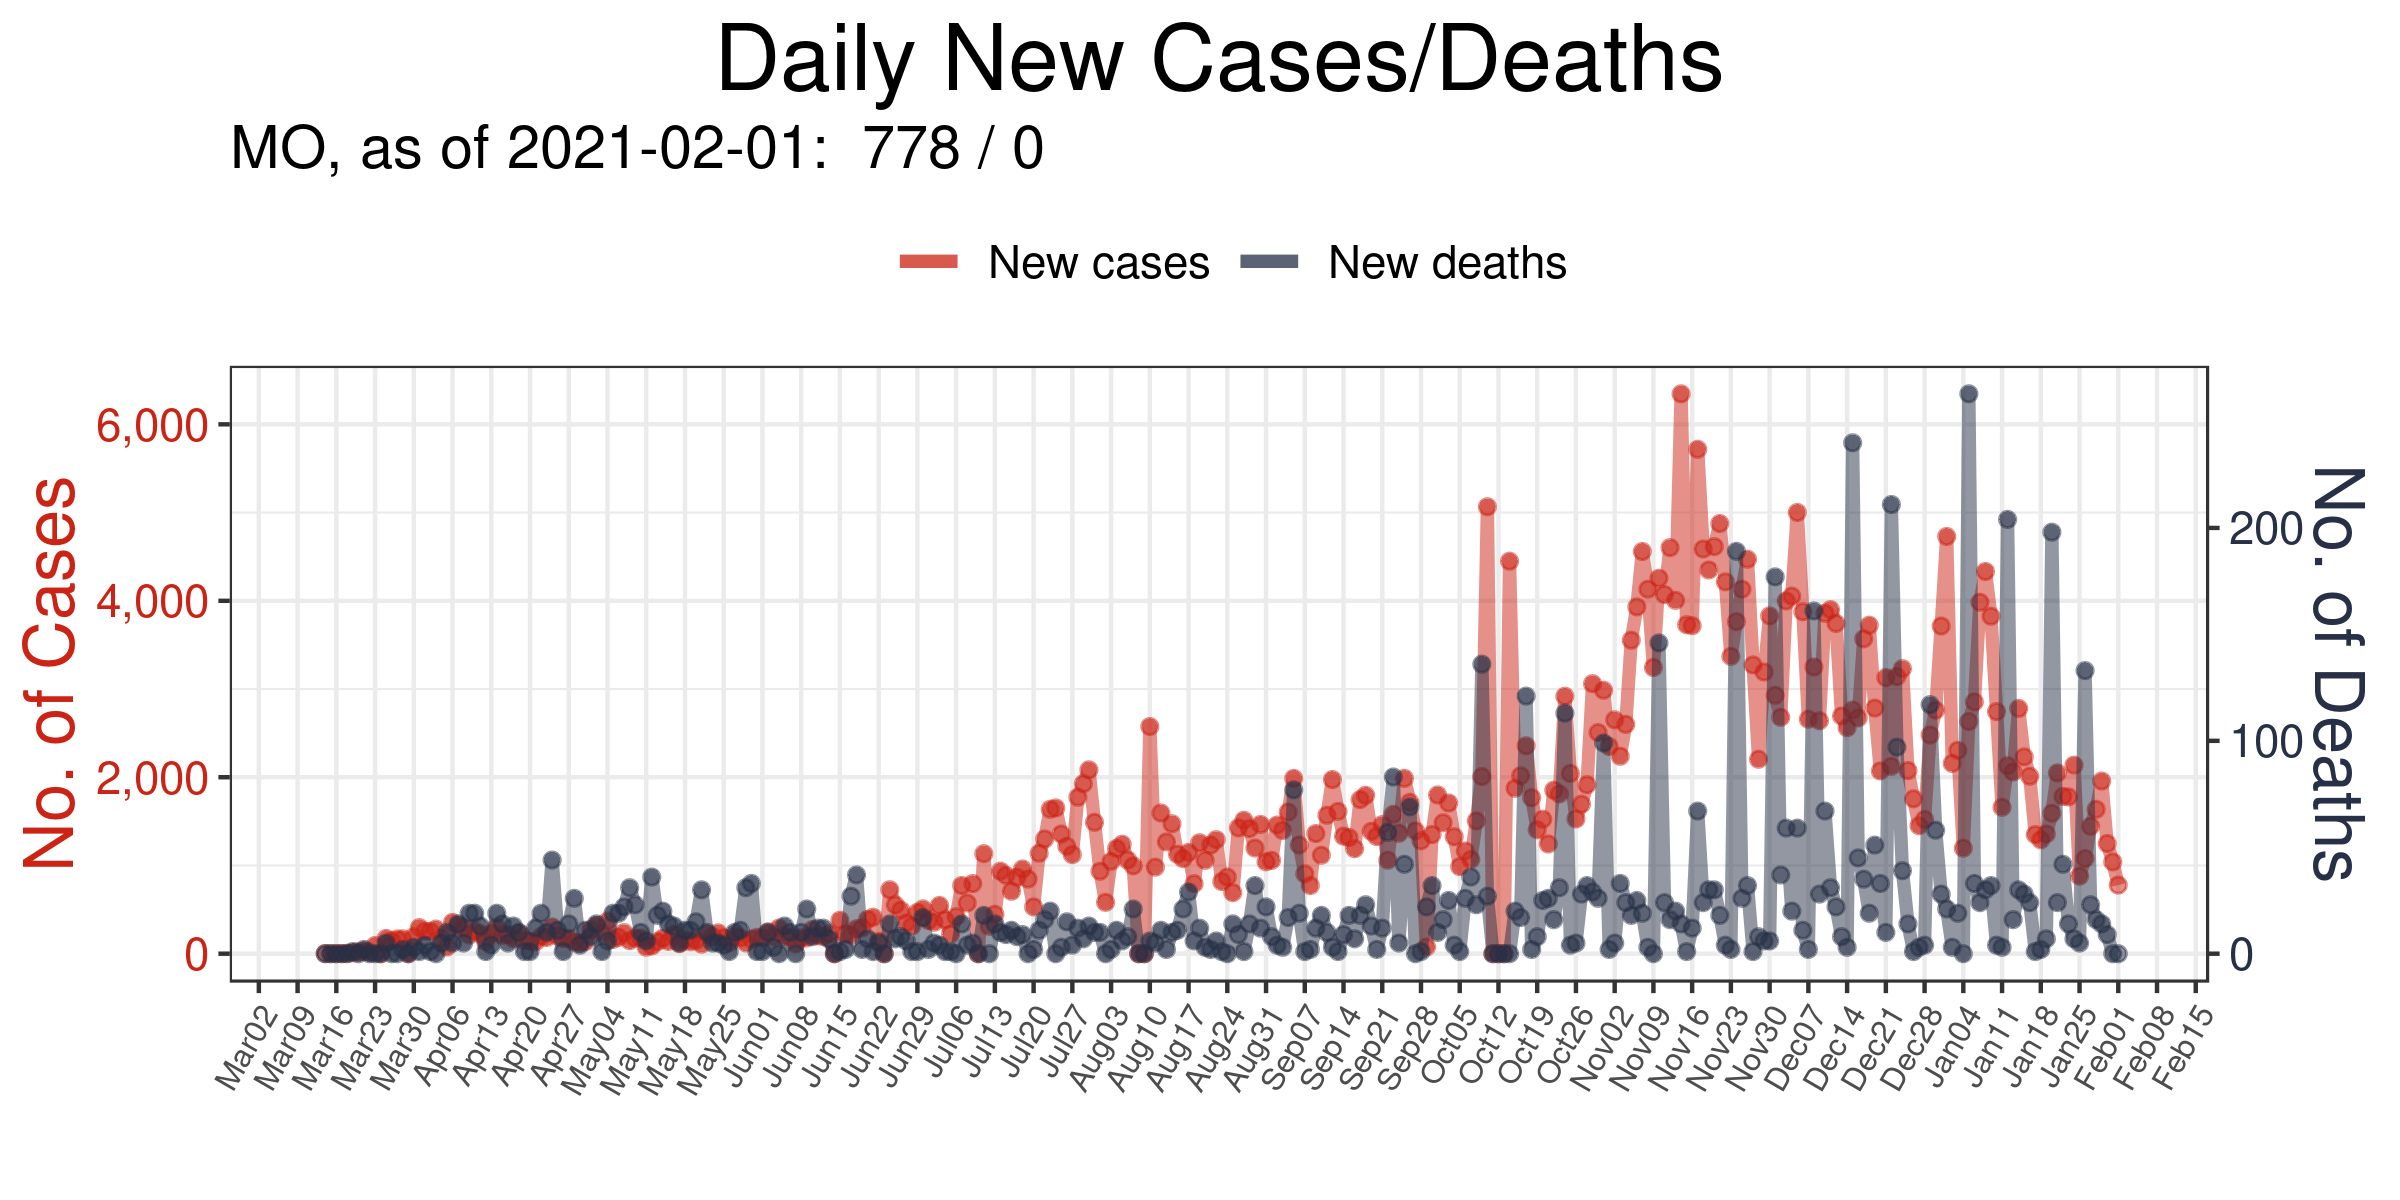 Daily New Cases/Deaths
MO, as of 2021-02-01:  778 / 0
New cases
New deaths
No. of Cases
6,000
4,000
2,000
0
200
100
0
No. of Deaths
Mar02
Mar09
Mar16
Mar23
Mar30
Apr06
Apr13
Apr20
Apr27
May04
May11
May18
May25
Jun01
Jun08
Jun15
Jun22
Jun29
Jul06
Jul13
Jul20
Jul27
Aug03
Aug10
Aug17
Aug24
Aug31
Sep07
Sep14
Sep21
Sep28
Oct05
Oct12
Oct19
Oct26
Nov02
Nov09
Nov16
Nov23
Nov30
Dec07
Dec14
Dec21
Dec28
Jan04
Jan11
Jan18
Jan25
Feb01
Feb08
Feb15